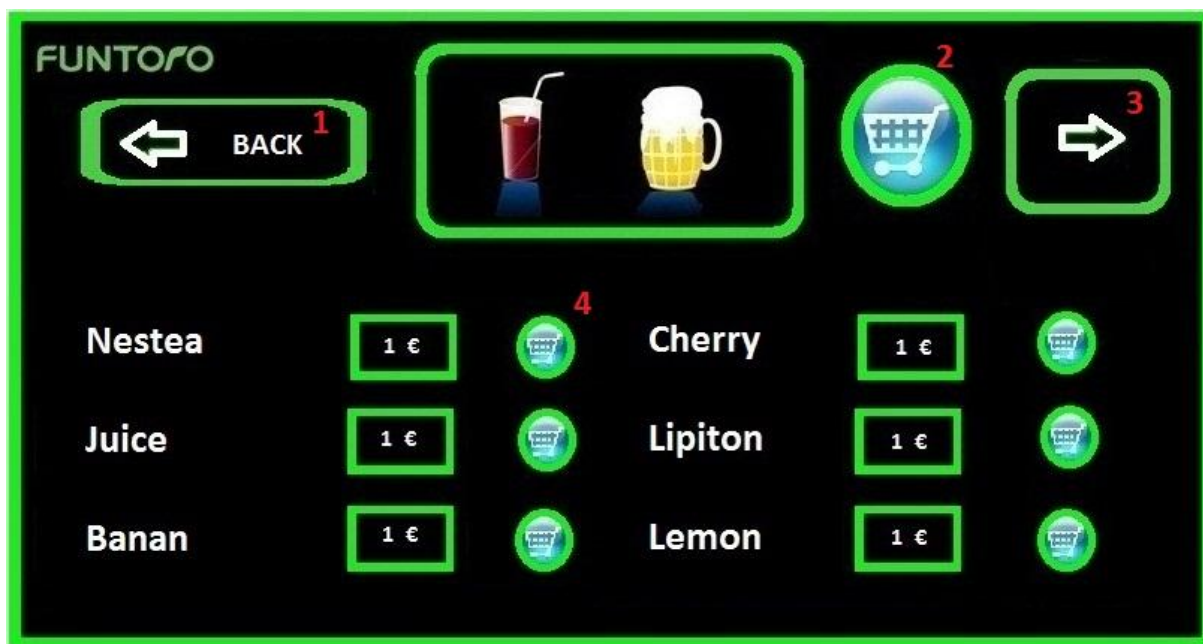 FUNTORO
BACK 1
2
3
4
Nestea 1 € Cherry 1 €
Juice 1 € Lipiton 1 €
Banan 1 € Lemon 1 €